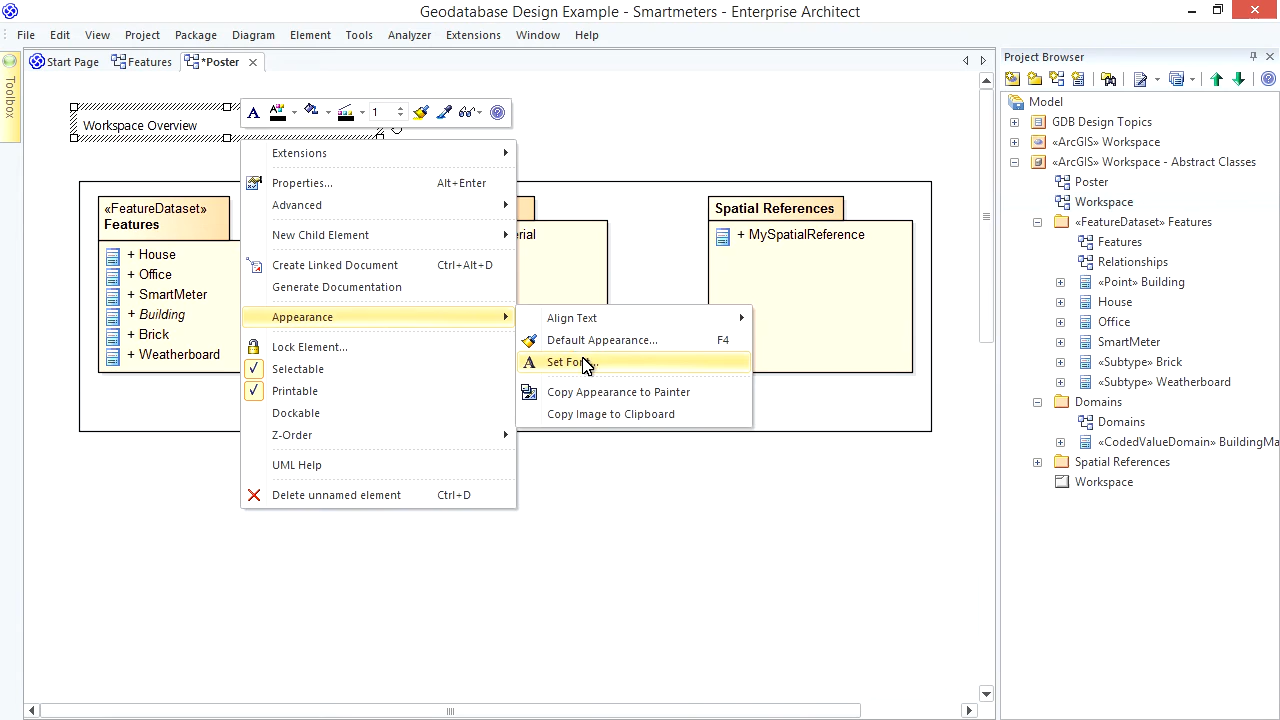 Geodatabase Design Example - Smartmeters - Enterprise Architect
File Edit View Project Package Diagram Element Tools Analyzer Extensions Window Help
Start Page Features *Poster
Toolbox
Workspace Overview
1
Extensions
Properties... Alt+Enter
Advanced
New Child Element
Create Linked Document Ctrl+Alt+D
Generate Documentation
Appearance
Lock Element...
Selectable
Printable
Dockable
Z-Order
UML Help
Delete unnamed element Ctrl+D
Align Text
Default Appearance... F4
Copy Appearance to Painter
Copy Image to Clipboard
«FeatureDataset»
Features
+ House
+ Office
+ SmartMeter
+ Building
+ Brick
+ Weatherboard
Spatial References
+ MySpatialReference
Project Browser
Model
GDB Design Topics
«ArcGIS» Workspace
«ArcGIS» Workspace - Abstract Classes
Poster
Workspace
«FeatureDataset» Features
Features
Relationships
«Point» Building
House
Office
SmartMeter
«Subtype» Brick
«Subtype» Weatherboard
Domains
Domains
«CodedValueDomain» BuildingMa
Spatial References
Workspace